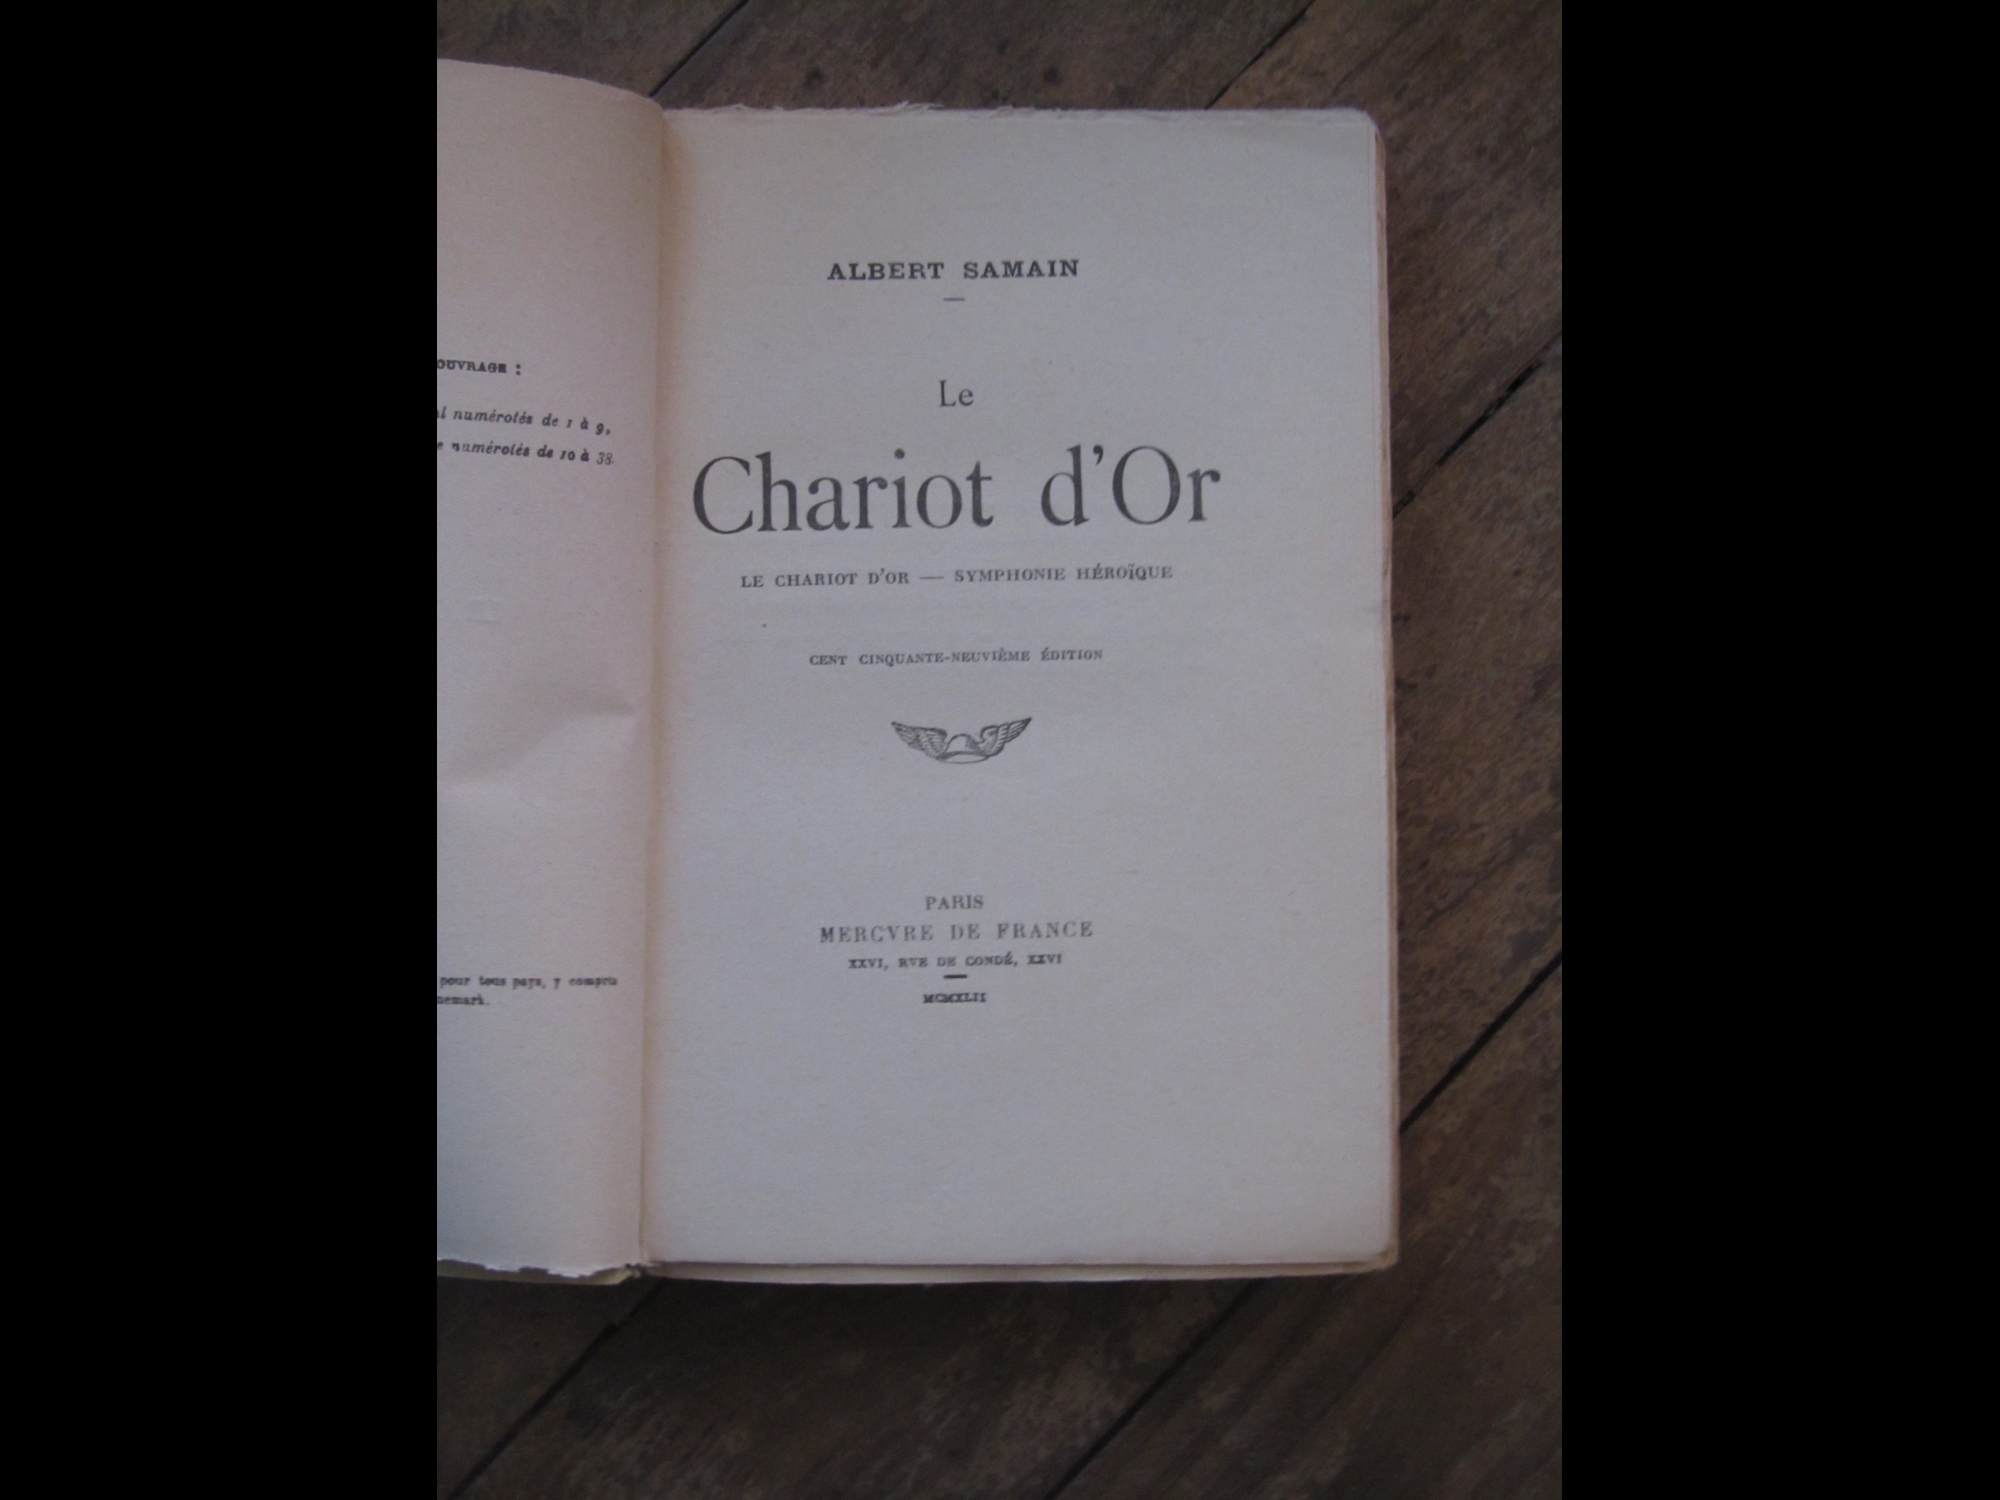 OUVRAGE :
numérotés de 1 à 9,
numérotés de 10 à 38.
pour tous pays, y compris
ALBERT SAMAIN
Le
Chariot d'Or
LE CHARIOT D'OR — SYMPHONIE HÉROÏQUE
CENT CINQUANTE-NEUVIÈME ÉDITION
PARIS
MERCVRE DE FRANCE
XXVI, RVE DE CONDÉ, XXVI
MCMXLII